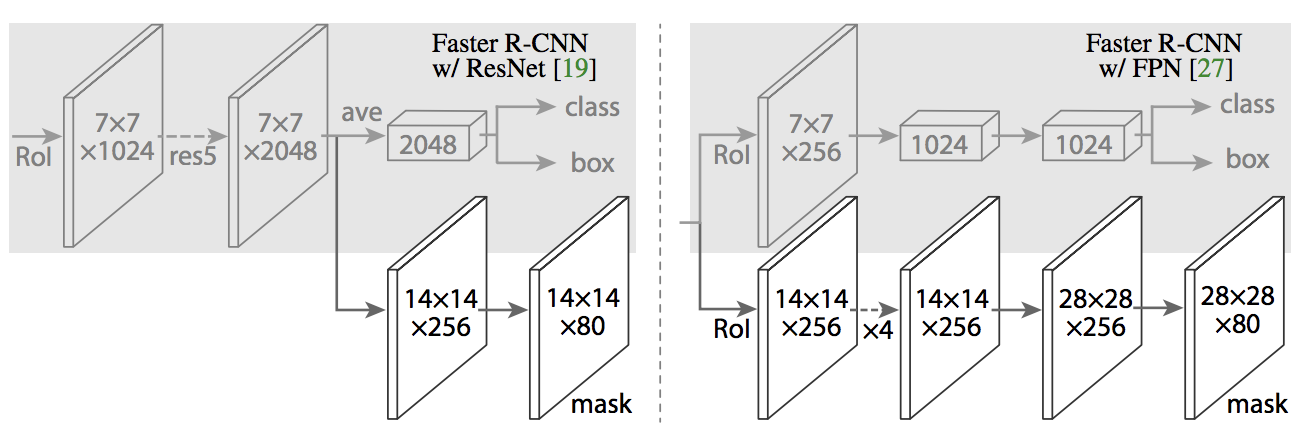 Faster R-CNN
w/ ResNet [19]
RoI
7×7
×1024
res5
7×7
×2048
ave
2048
class
box
14×14
×256
14×14
×80
mask
Faster R-CNN
w/ FPN [27]
RoI
7×7
×256
1024
1024
class
box
RoI
14×14
×256
×4
14×14
×256
28×28
×256
28×28
×80
mask